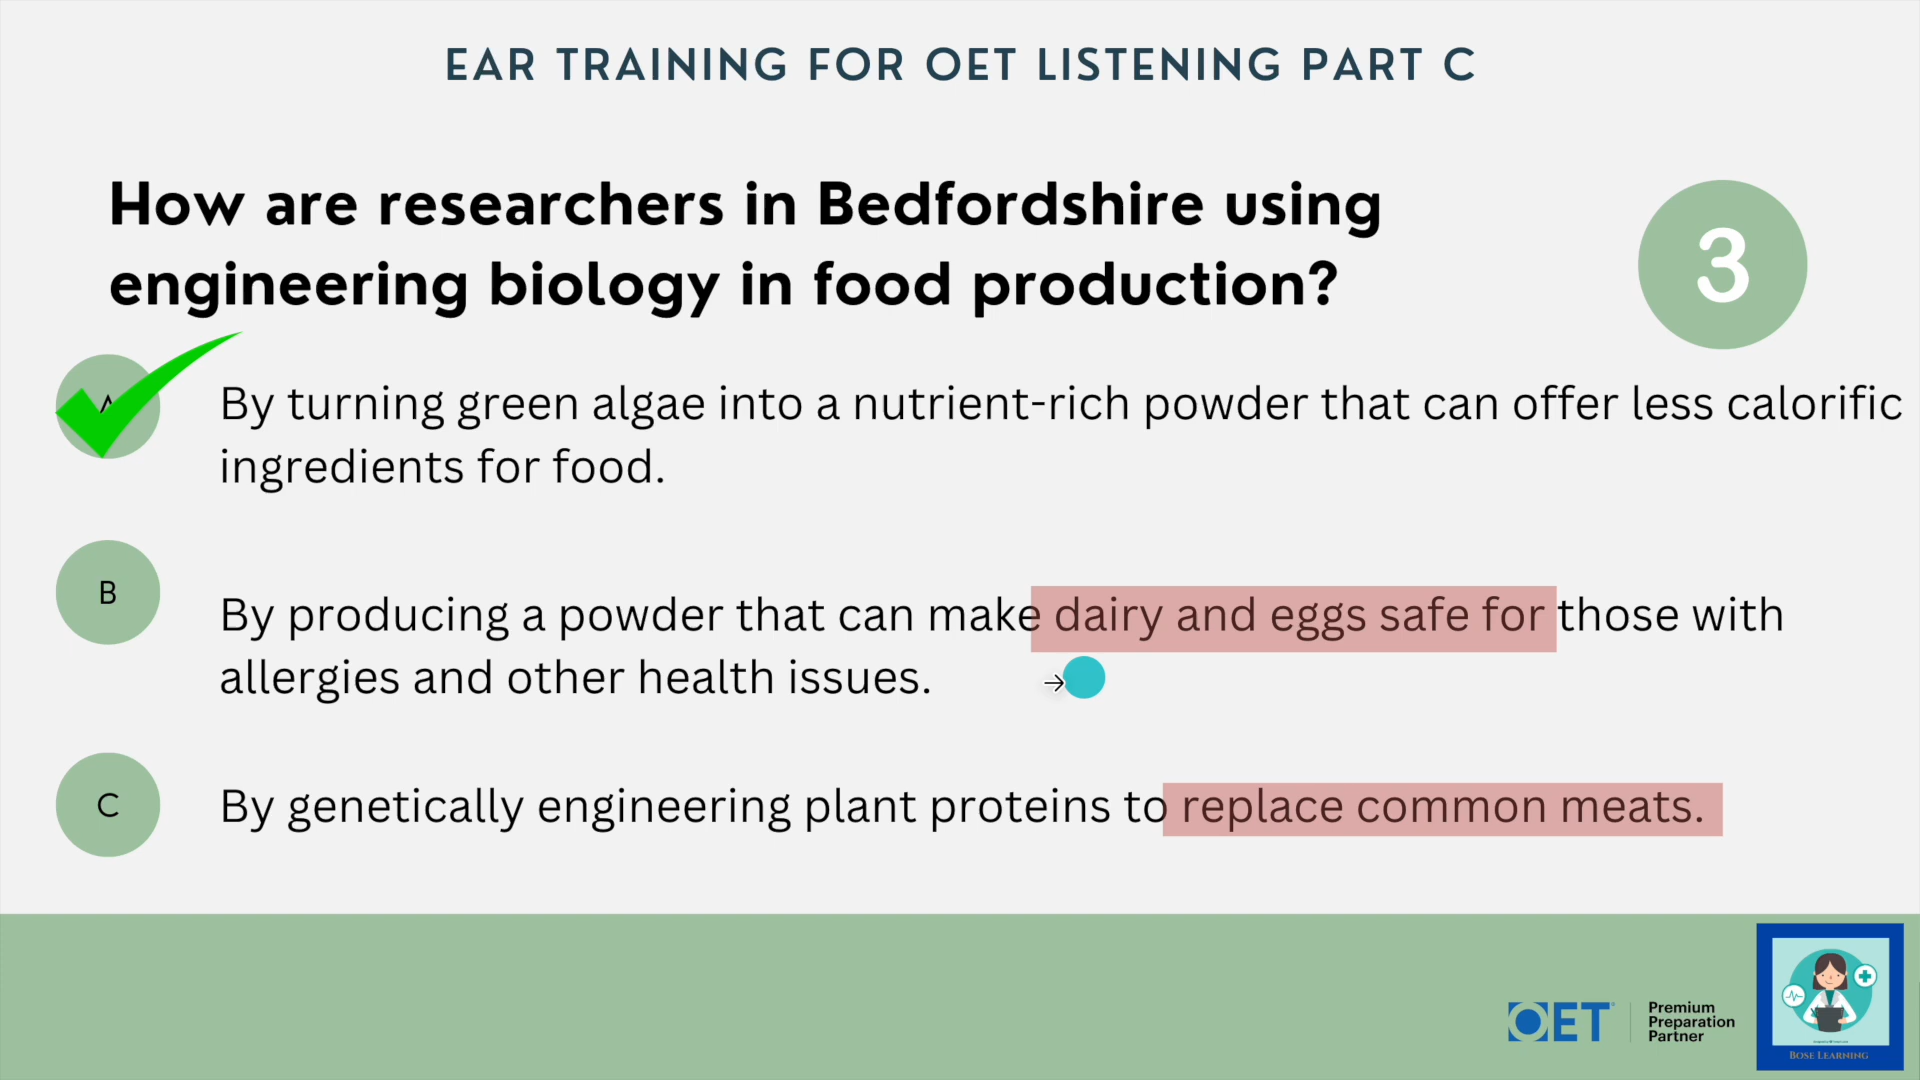 EAR TRAINING FOR OET LISTENING PART C
How are researchers in Bedfordshire using
engineering biology in food production?
3
A
By turning green algae into a nutrient-rich powder that can offer less calorific
ingredients for food.
B
By producing a powder that can make dairy and eggs safe for those with
allergies and other health issues.
C
By genetically engineering plant proteins to replace common meats.
OET
Premium
Preparation
Partner
BOSE LEARNING